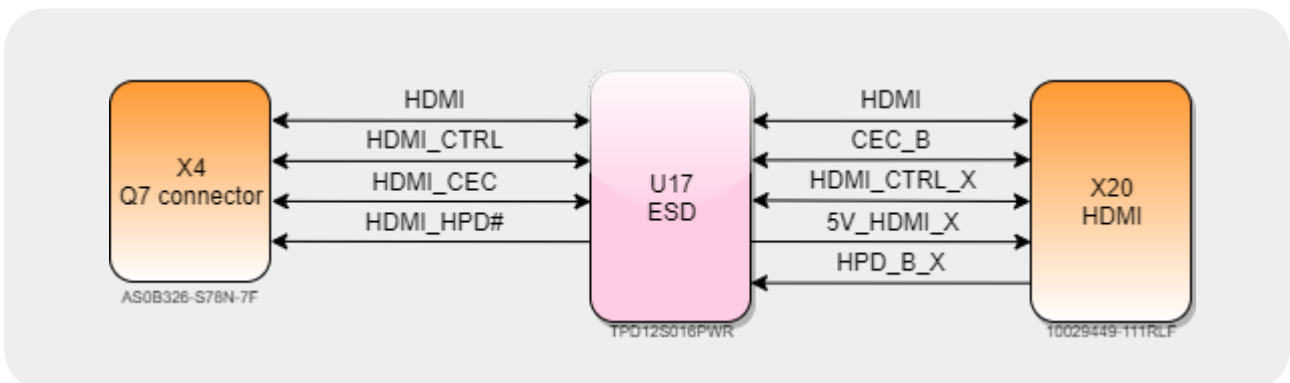 HDMI
HDMI
HDMI_CTRL
CEC_B
X4
Q7 connector
HDMI_CEC
HDMI_CTRL_X
U17
ESD
X20
HDMI
HDMI_HPD#
5V_HDMI_X
HPD_B_X
AS0B326-S78N-7F
TPD12S016PWR
10029449-111RLF